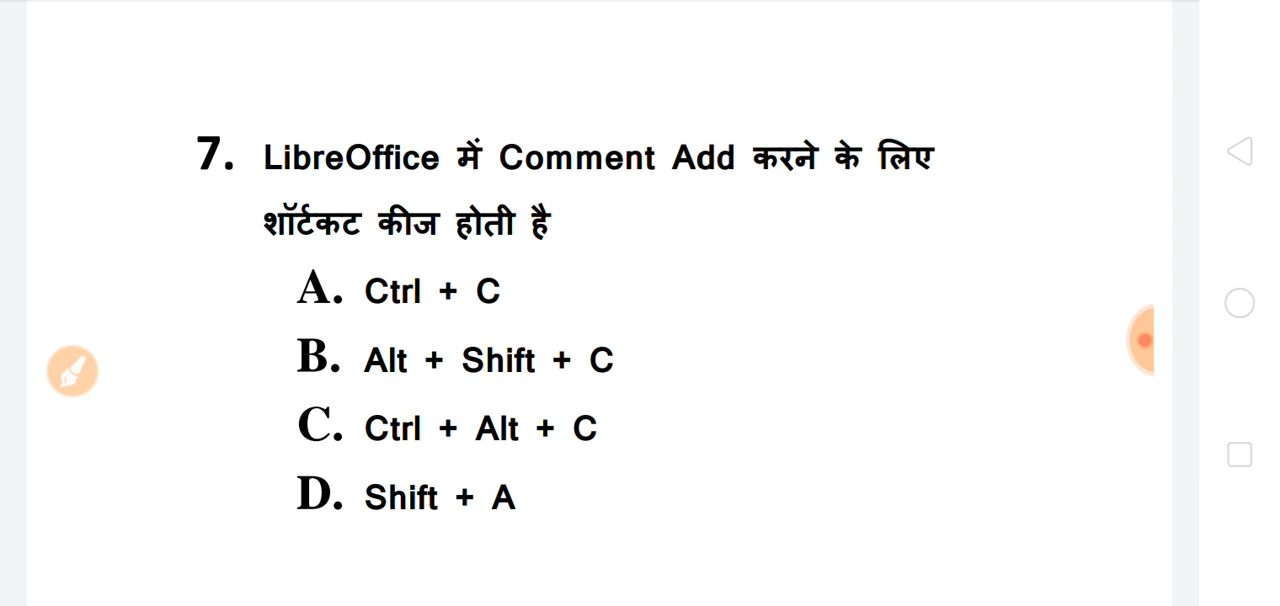 7. LibreOffice में Comment Add करने के लिए
शॉर्टकट कीज होती है
A. Ctrl + C
B. Alt + Shift + C
C. Ctrl + Alt + C
D. Shift + A